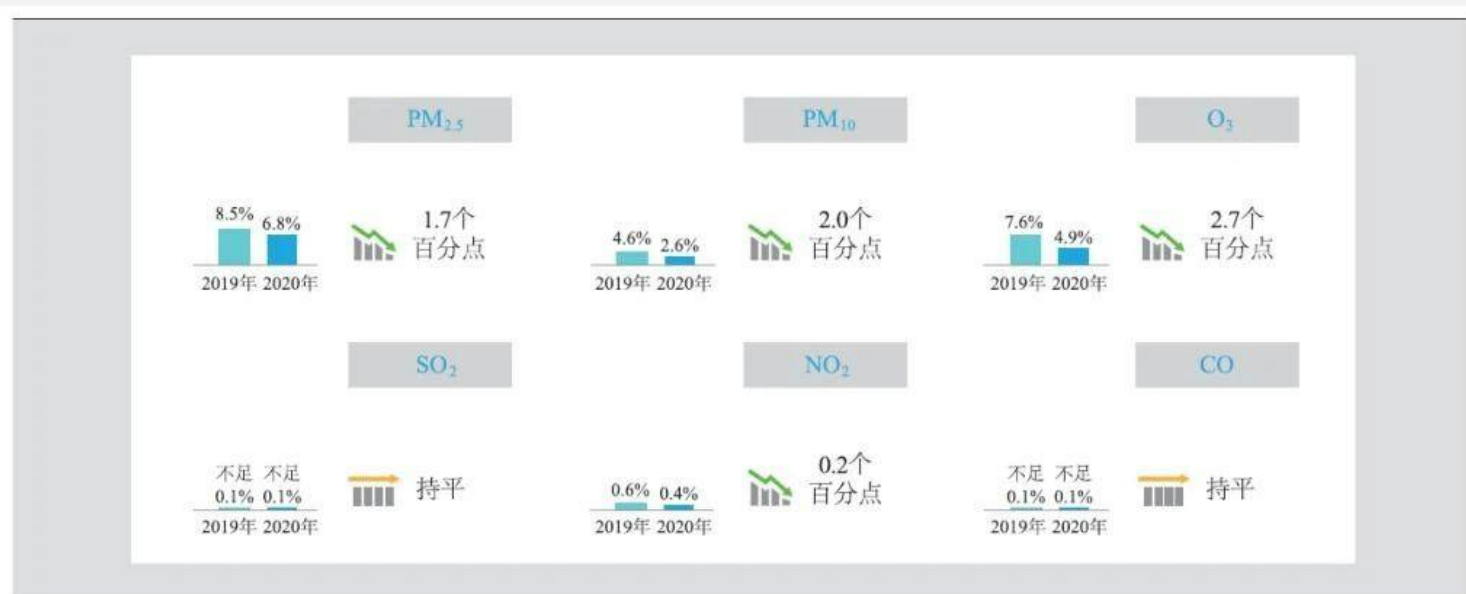 PM2.5
8.5% 6.8%
1.7个
百分点
2019年 2020年
PM10
4.6% 2.6%
2.0个
百分点
2019年 2020年
O3
7.6% 4.9%
2.7个
百分点
2019年 2020年
SO2
不足 不足
0.1% 0.1%
持平
2019年 2020年
NO2
0.6% 0.4%
0.2个
百分点
2019年 2020年
CO
不足 不足
0.1% 0.1%
持平
2019年 2020年